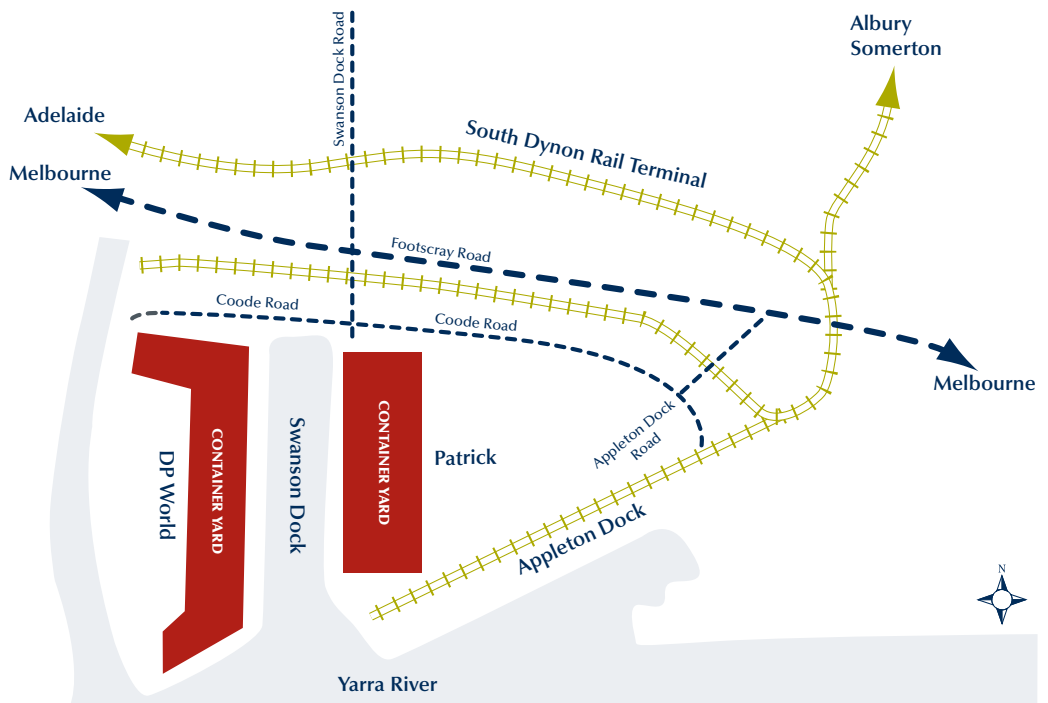 Albury
Somerton
Swanson Dock Road
Adelaide
South Dynon Rail Terminal
Melbourne
Footscray Road
Coode Road
Coode Road
Melbourne
Appleton Dock
Road
CONTAINER YARD
CONTAINER YARD
Swanson Dock
DP World
Patrick
Appleton Dock
N
Yarra River